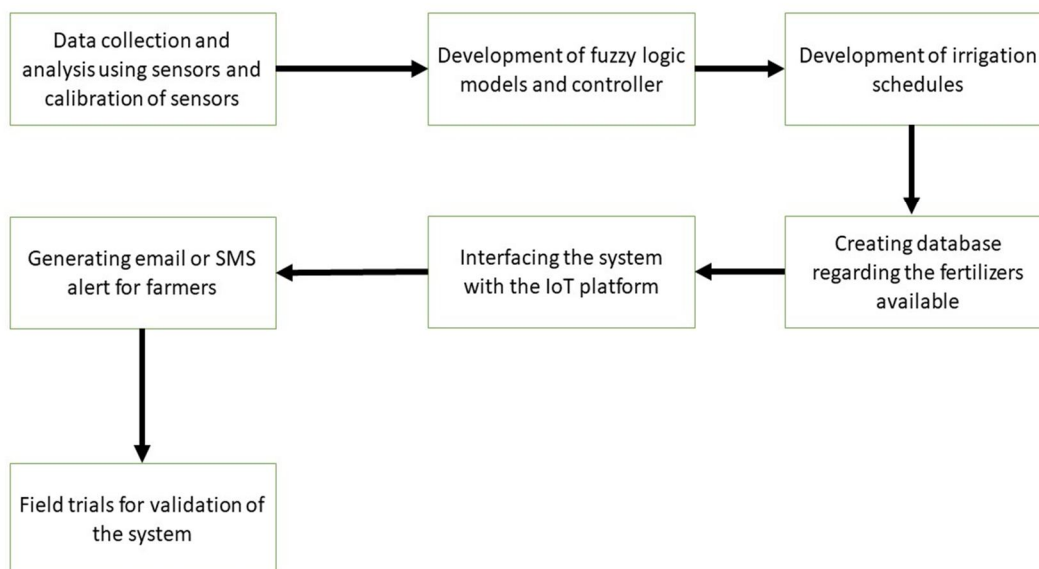 Data collection and
analysis using sensors and
calibration of sensors
Development of fuzzy logic
models and controller
Development of irrigation
schedules
Creating database
regarding the fertilizers
available
Interfacing the system
with the IoT platform
Generating email or SMS
alert for farmers
Field trials for validation of
the system